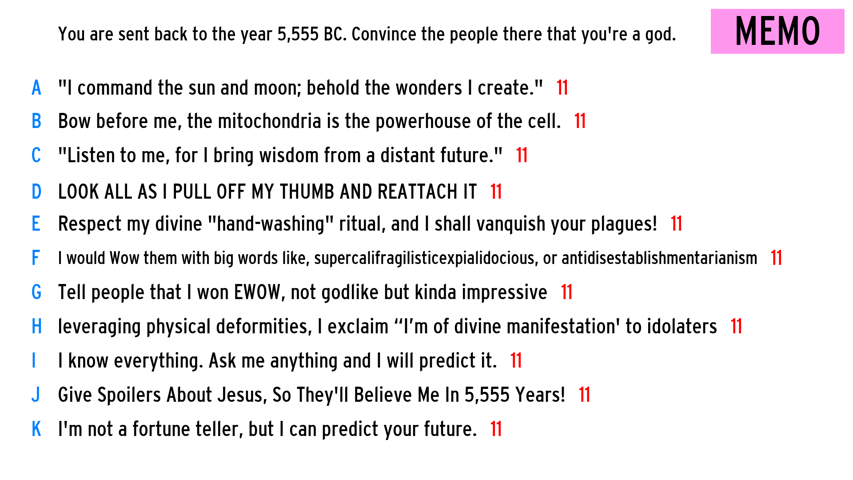 You are sent back to the year 5,555 BC. Convince the people there that you're a god.
MEMO
A "I command the sun and moon; behold the wonders I create." 11
B Bow before me, the mitochondria is the powerhouse of the cell. 11
C "Listen to me, for I bring wisdom from a distant future." 11
D LOOK ALL AS I PULL OFF MY THUMB AND REATTACH IT 11
E Respect my divine "hand-washing" ritual, and I shall vanquish your plagues! 11
F I would Wow them with big words like, supercalifragilisticexpialidocious, or antidisestablishmentarianism 11
G Tell people that I won EWOW, not godlike but kinda impressive 11
H leveraging physical deformities, I exclaim “I’m of divine manifestation' to idolaters 11
I I know everything. Ask me anything and I will predict it. 11
J Give Spoilers About Jesus, So They'll Believe Me In 5,555 Years! 11
K I'm not a fortune teller, but I can predict your future. 11